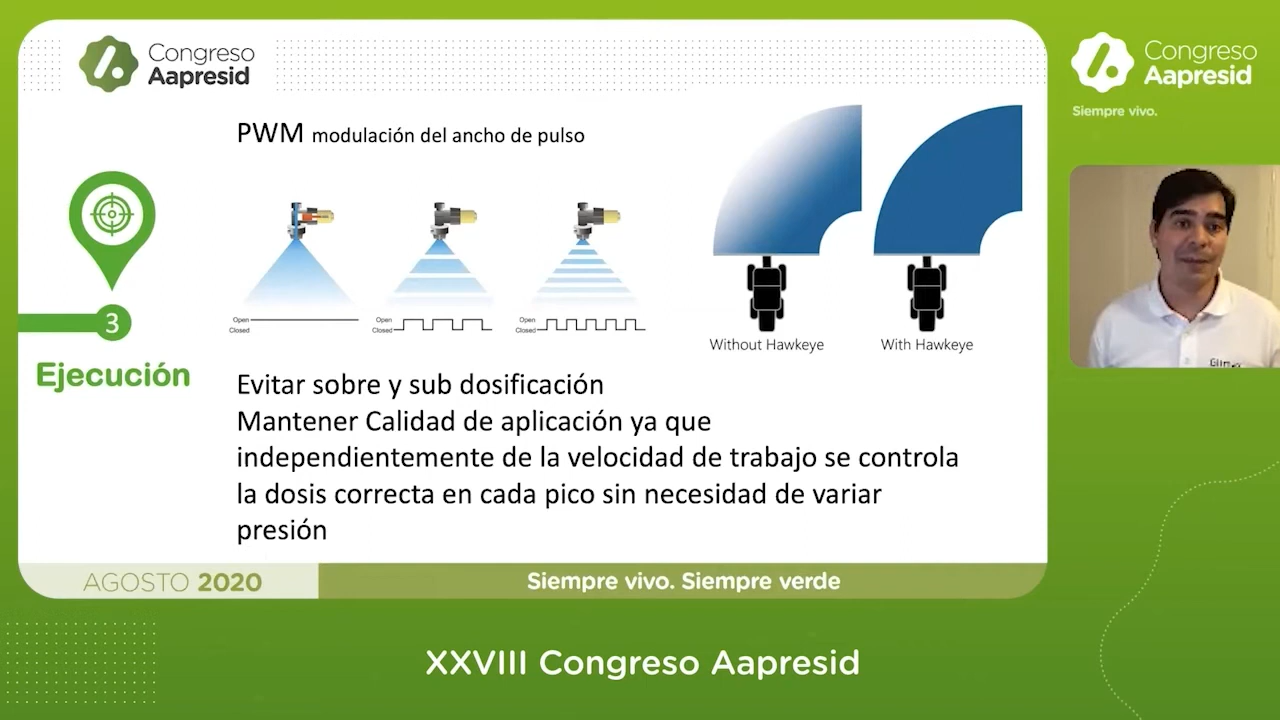 Congreso
Aapresid
Congreso
Aapresid
Siempre vivo.
PWM modulación del ancho de pulso
Open
Closed
Open
Closed
Open
Closed
Without Hawkeye
With Hawkeye
3
Ejecución
Evitar sobre y sub dosificación
Mantener Calidad de aplicación ya que
independientemente de la velocidad de trabajo se controla
la dosis correcta en cada pico sin necesidad de variar
presión
AGOSTO 2020
Siempre vivo. Siempre verde
XXVIII Congreso Aapresid